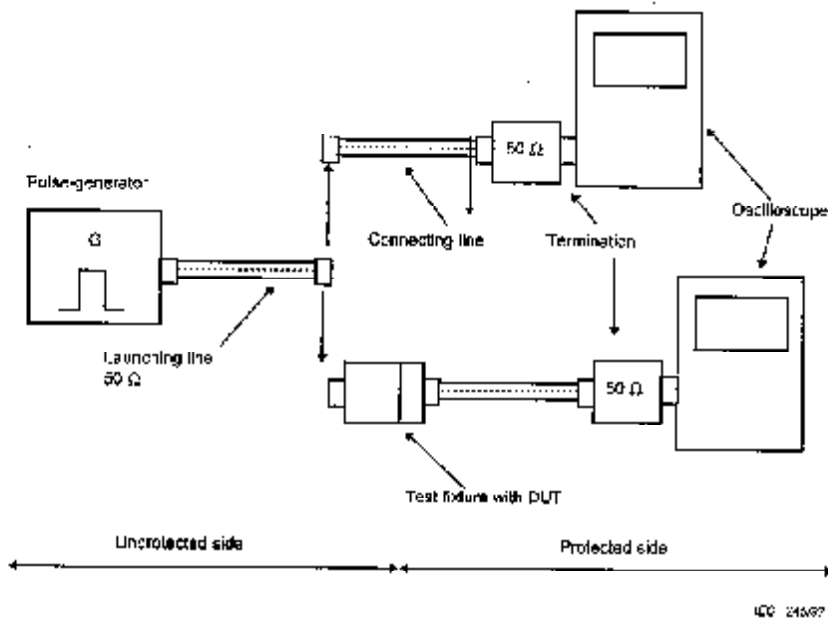 50 Ω
Pulse-generator
Oscilloscope
G
Connecting line
Termination
Launching line
50 Ω
50 Ω
Test fixture with DUT
Unprotected side
Protected side